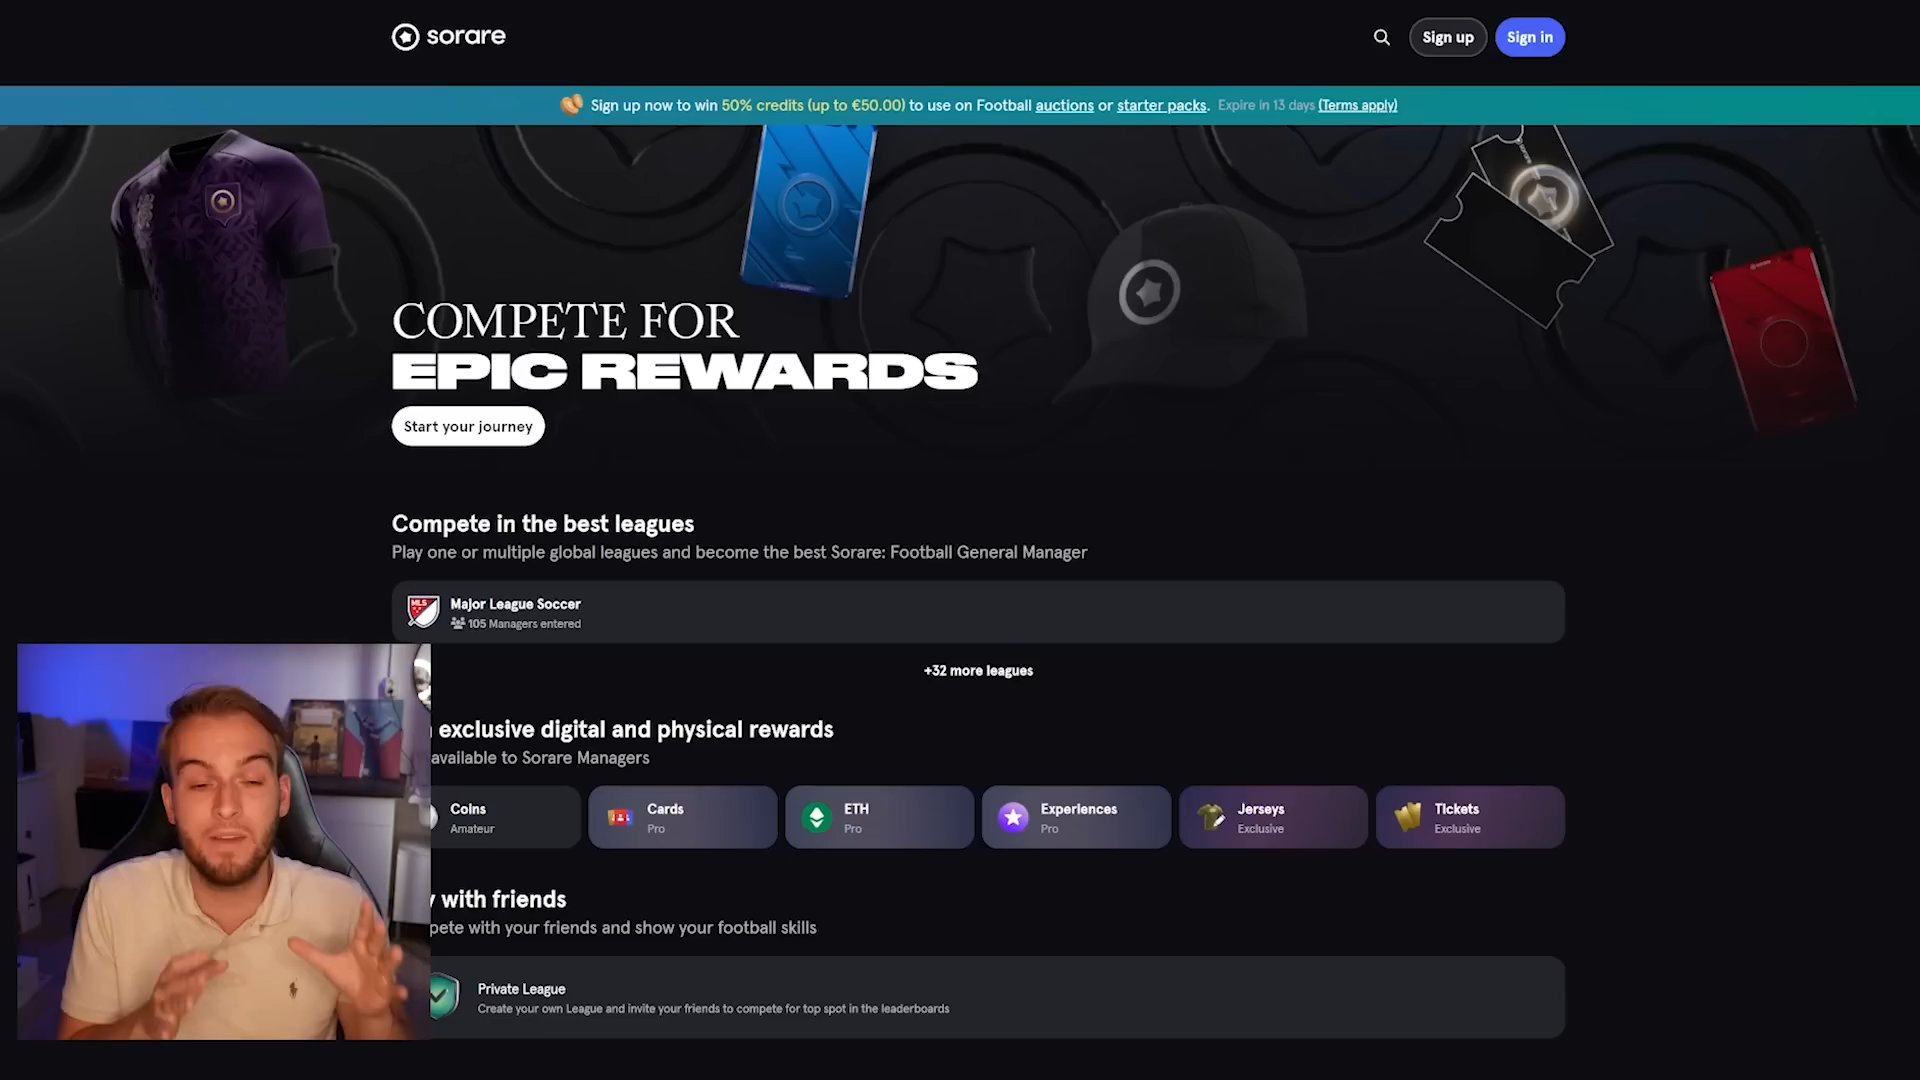 sorare
Sign up
Sign in
Sign up now to win 50% credits (up to €50.00) to use on Football auctions or starter packs. Expire in 13 days (Terms apply)
COMPETE FOR
EPIC REWARDS
Start your journey
Compete in the best leagues
Play one or multiple global leagues and become the best Sorare: Football General Manager
MLS
Major League Soccer
105 Managers entered
+32 more leagues
exclusive digital and physical rewards
available to Sorare Managers
Coins
Amateur
Cards
Pro
ETH
Pro
Experiences
Pro
Jerseys
Exclusive
Tickets
Exclusive
with friends
pete with your friends and show your football skills
Private League
Create your own League and invite your friends to compete for top spot in the leaderboards